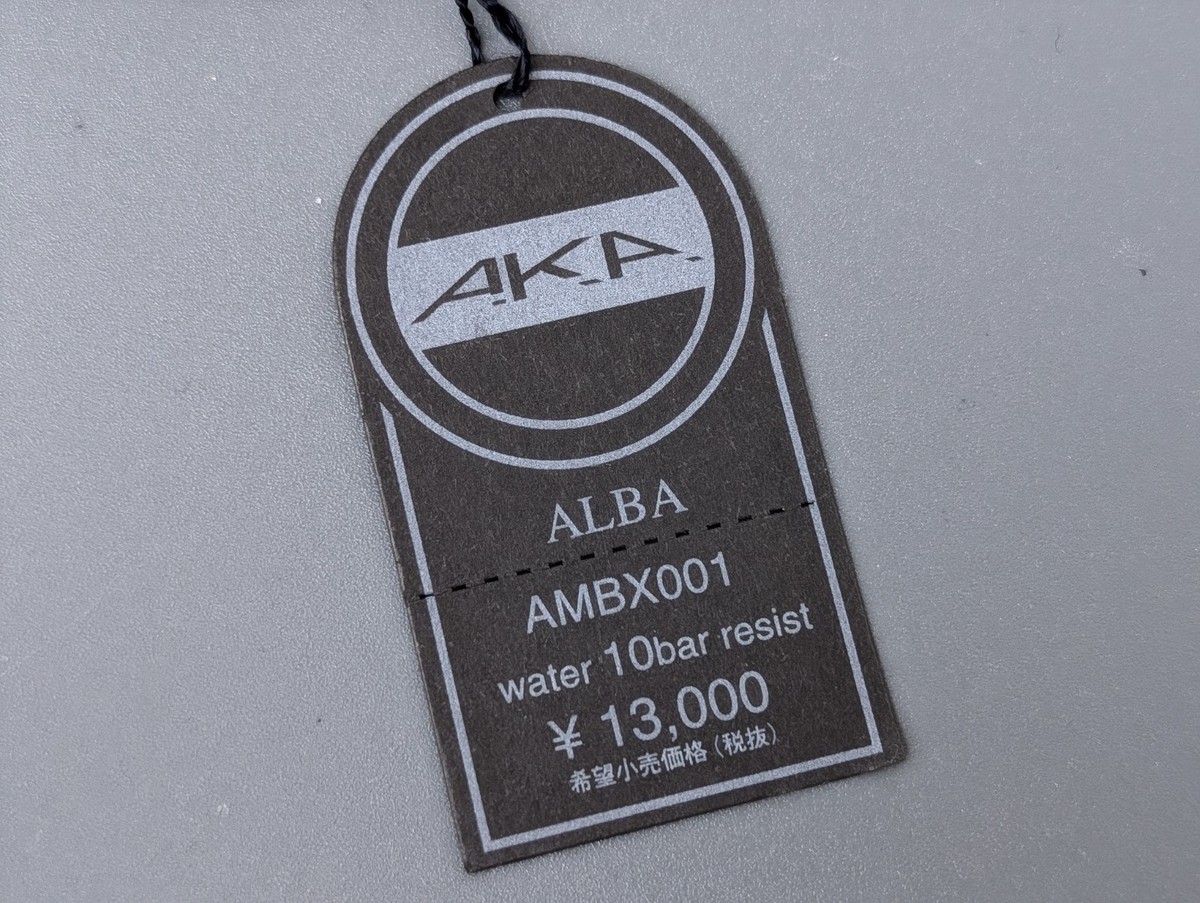 A.K.A.
ALBA
AMBX001
water 10bar resist
¥ 13,000
希望小売価格(税抜)